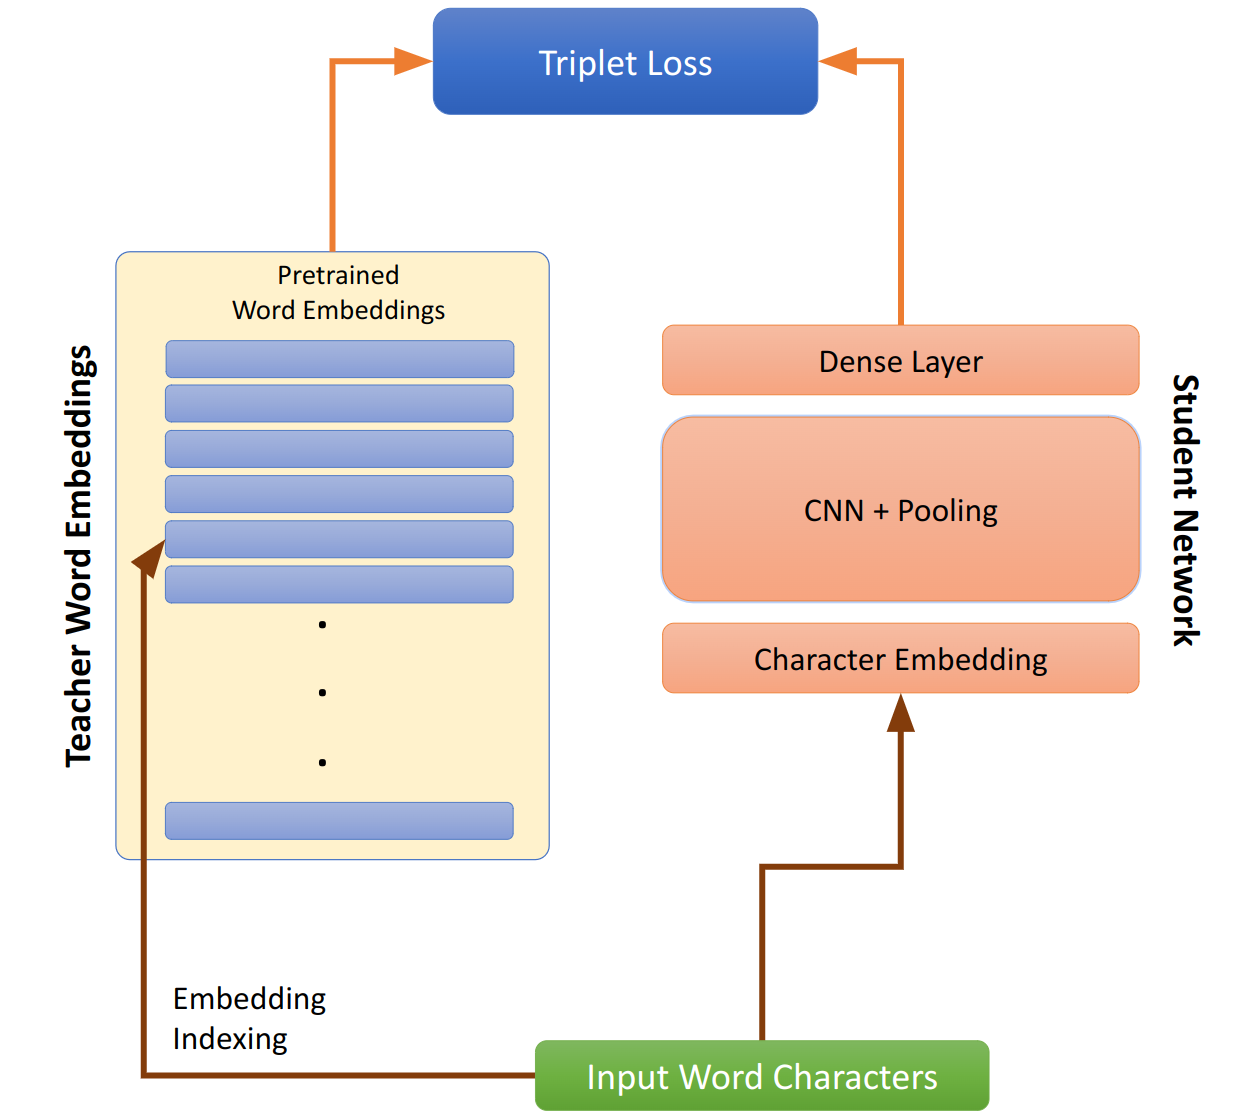 Triplet Loss
Pretrained
Word Embeddings
Teacher Word Embeddings
Dense Layer
CNN + Pooling
Character Embedding
Student Network
Embedding
Indexing
Input Word Characters